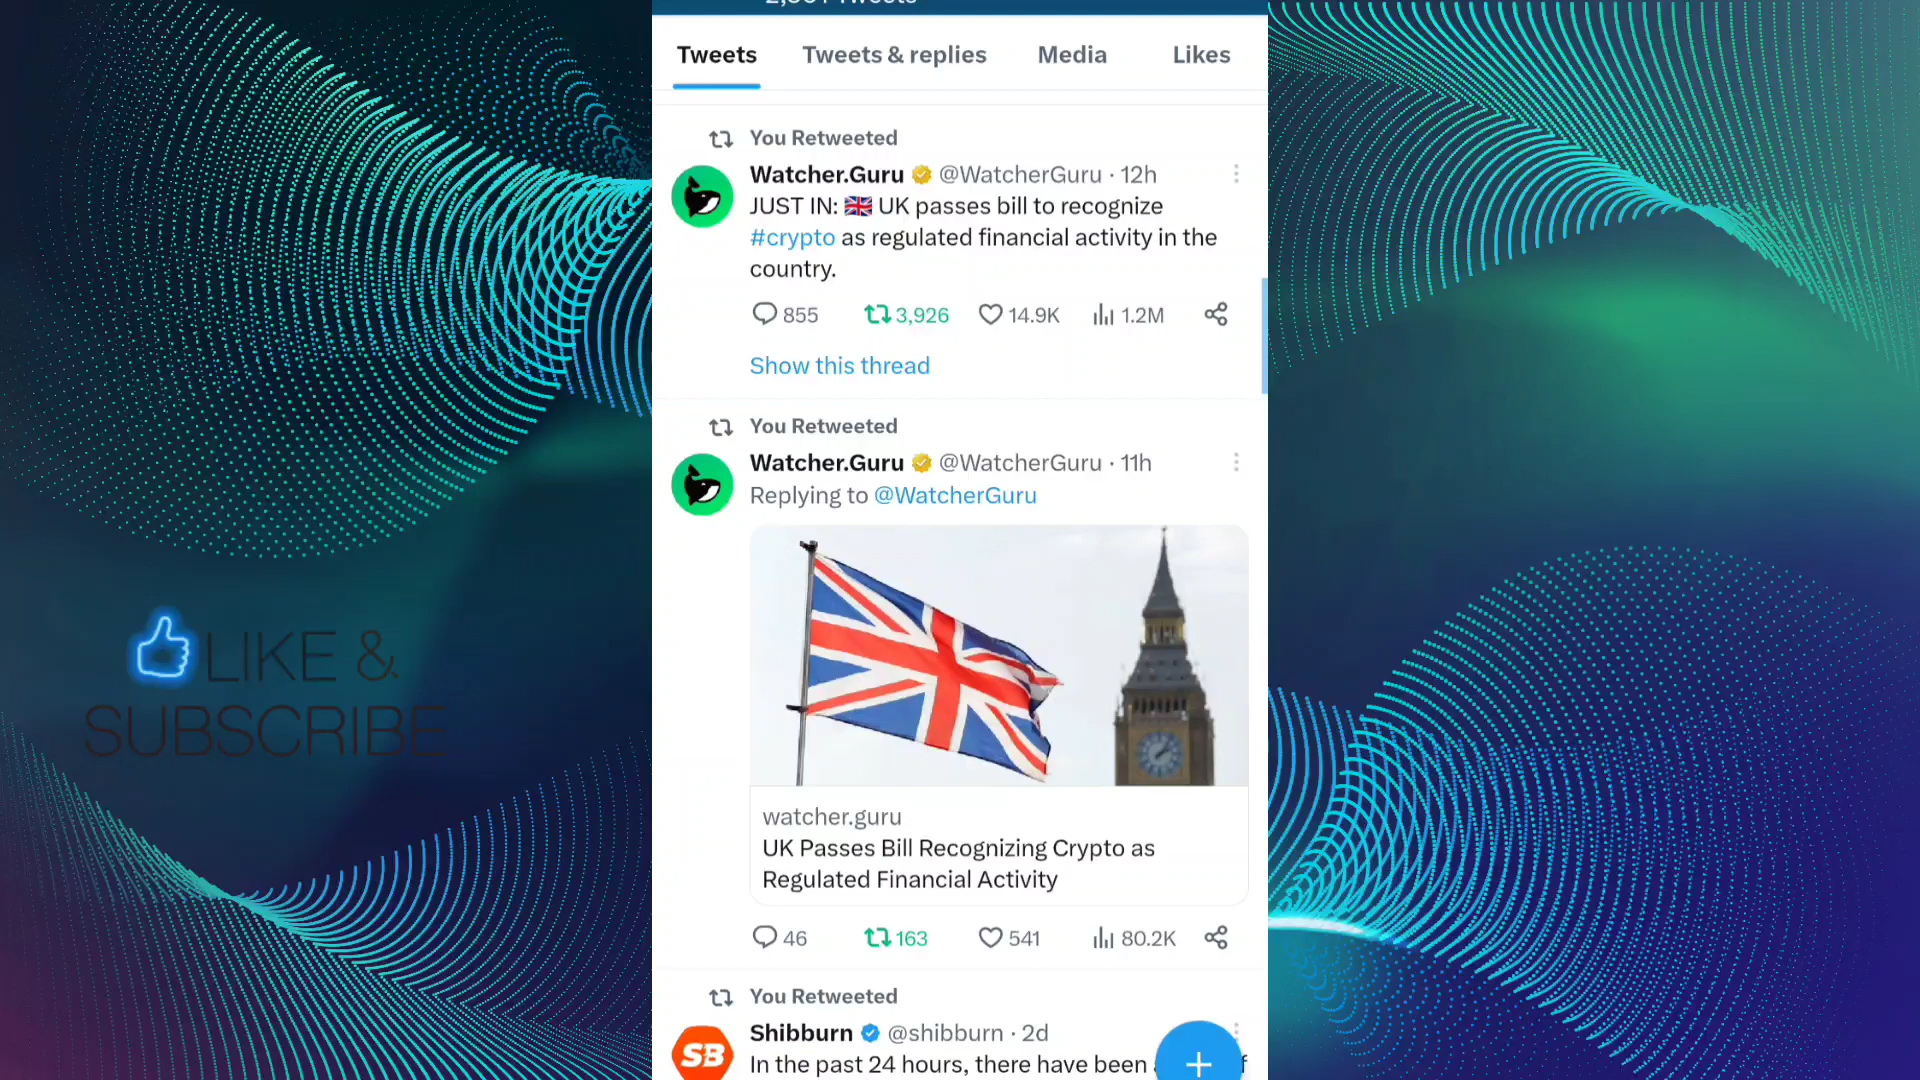 Tweets
Tweets & replies
Media
Likes
You Retweeted
Watcher.Guru @WatcherGuru · 12h
JUST IN: 🇬🇧 UK passes bill to recognize
#crypto as regulated financial activity in the
country.
855 3,926 14.9K 1.2M
Show this thread
You Retweeted
Watcher.Guru @WatcherGuru · 11h
Replying to @WatcherGuru
watcher.guru
UK Passes Bill Recognizing Crypto as
Regulated Financial Activity
46 163 541 80.2K
You Retweeted
Shibburn @shibburn · 2d
SB
In the past 24 hours, there have been
LIKE &
SUBSCRIBE